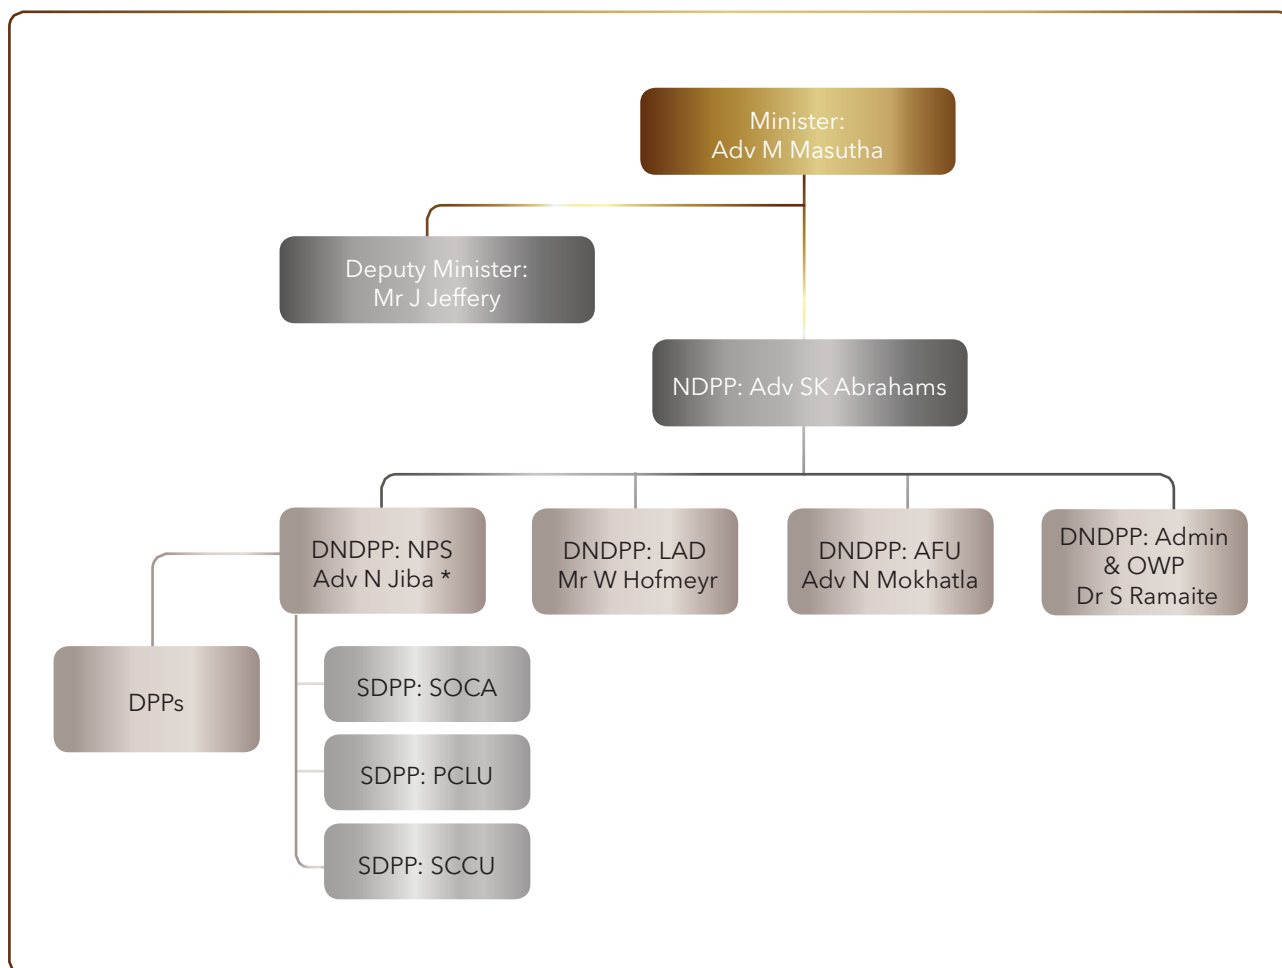 Minister:
Adv M Masutha
Deputy Minister:
Mr J Jeffery
NDPP: Adv SK Abrahams
DNDPP: NPS
Adv N Jiba *
DNDPP: LAD
Mr W Hofmeyr
DNDPP: AFU
Adv N Mokhatla
DNDPP: Admin
& OWP
Dr S Ramaite
DPPs
SDPP: SOCA
SDPP: PCLU
SDPP: SCCU